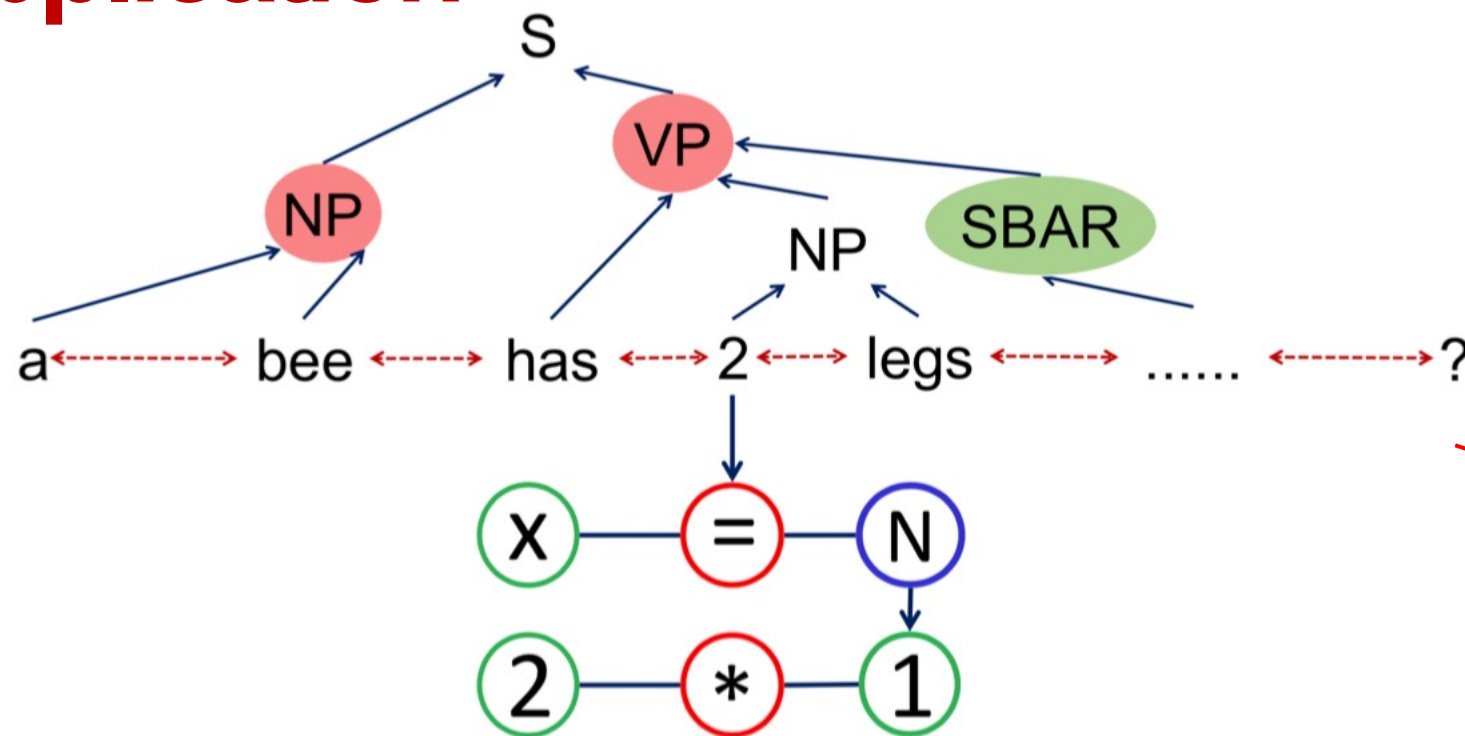 S
VP
NP
SBAR
NP
a bee has 2 legs ...... ?
x = N
2 * 1